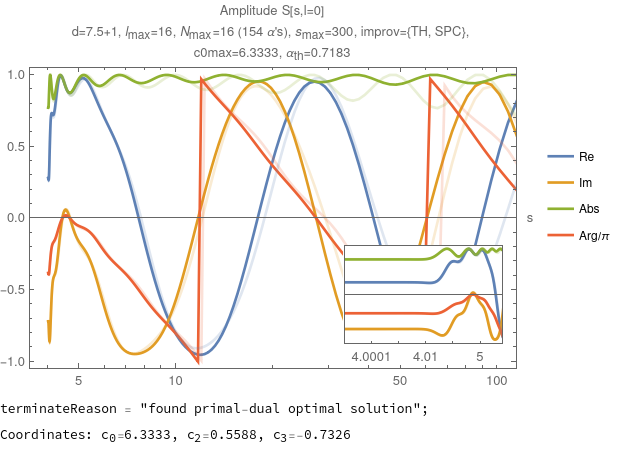 Amplitude S[s,l=0]
d=7.5+1, lmax=16, Nmax=16 (154 α's), smax=300, improv={TH, SPC},
c0max=6.3333, αth=0.7183
1.0
0.5
0.0
-0.5
-1.0
s
Re
Im
Abs
Arg/π
4.0001 4.01 5
5 10 50 100
terminateReason = "found primal-dual optimal solution";
Coordinates: c0=6.3333, c2=0.5588, c3=-0.7326